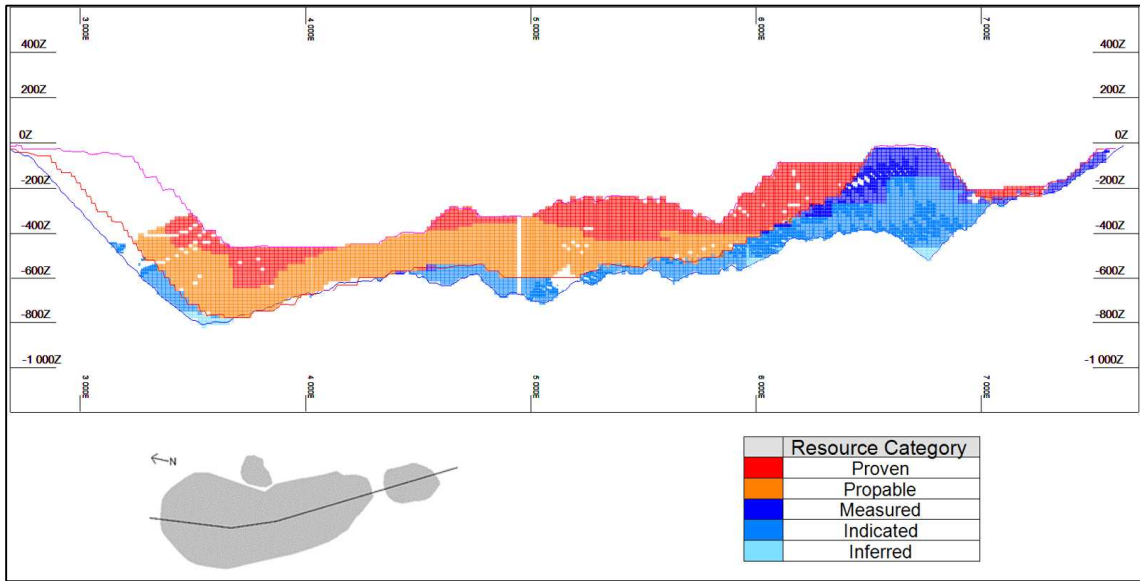 3 000E 4 000E 5 000E 6 000E 7 000E
400Z 400Z
200Z 200Z
0Z 0Z
-200Z -200Z
-400Z -400Z
-600Z -600Z
-800Z -800Z
-1 000Z -1 000Z
3 000E 4 000E 5 000E 6 000E 7 000E
N
Resource Category
Proven
Propable
Measured
Indicated
Inferred